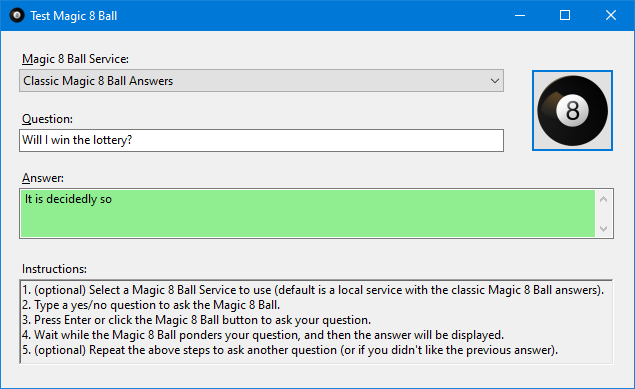 Test Magic 8 Ball
Magic 8 Ball Service:
Classic Magic 8 Ball Answers
8
Question:
Will I win the lottery?
Answer:
It is decidedly so
Instructions:
1. (optional) Select a Magic 8 Ball Service to use (default is a local service with the classic Magic 8 Ball answers).
2. Type a yes/no question to ask the Magic 8 Ball.
3. Press Enter or click the Magic 8 Ball button to ask your question.
4. Wait while the Magic 8 Ball ponders your question, and then the answer will be displayed.
5. (optional) Repeat the above steps to ask another question (or if you didn't like the previous answer).